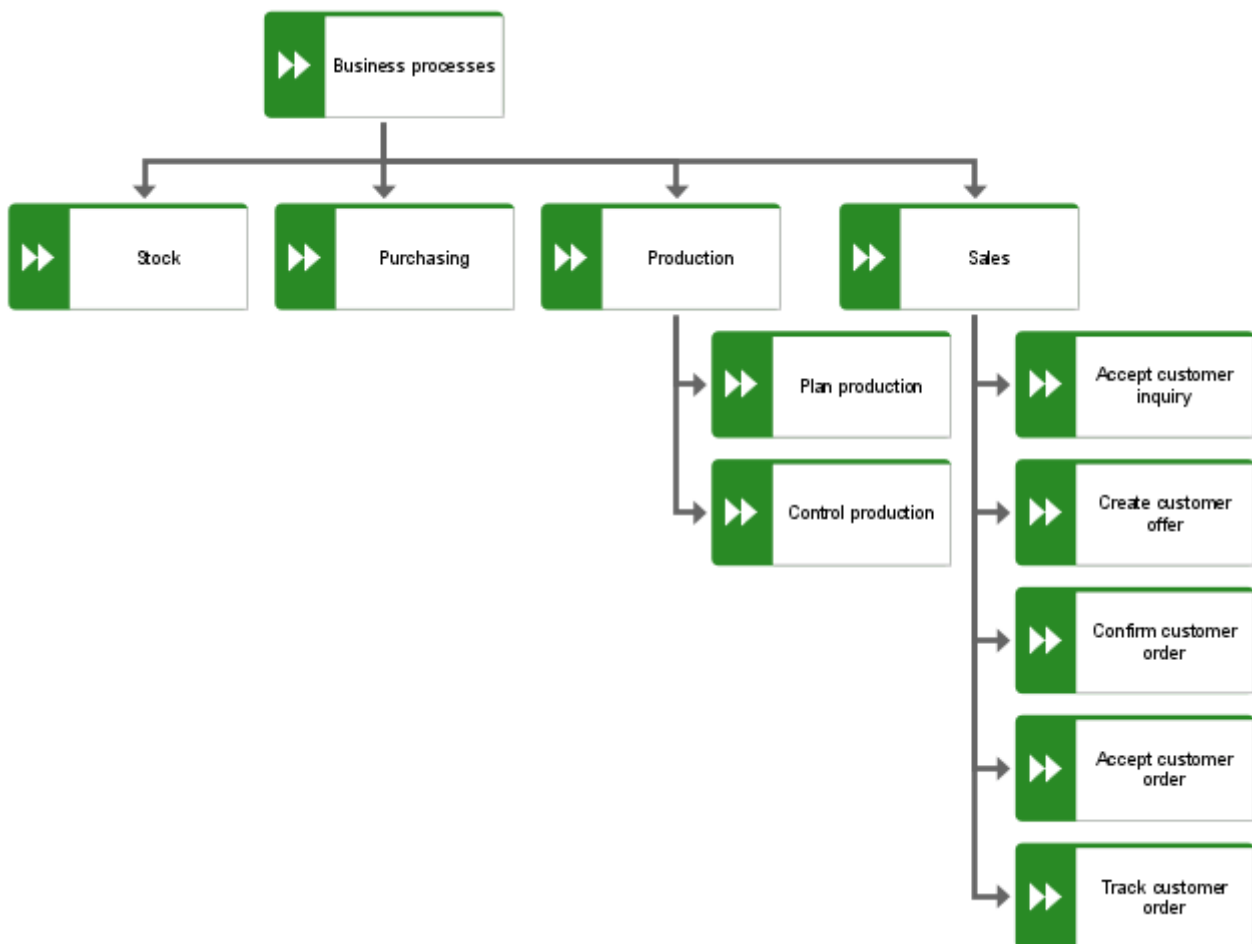 Business processes
Stock
Purchasing
Production
Sales
Plan production
Control production
Accept customer
inquiry
Create customer
offer
Confirm customer
order
Accept customer
order
Track customer
order